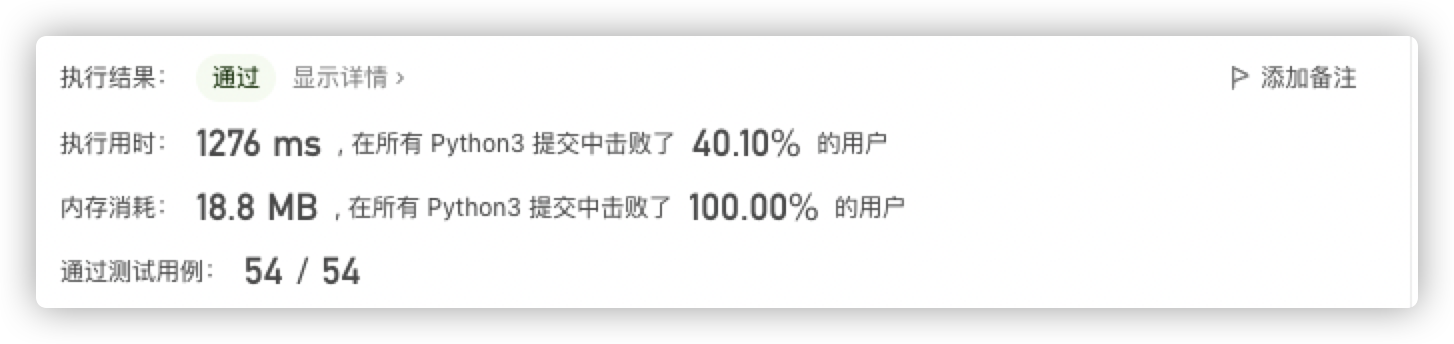 执行结果： 通过 显示详情 › 添加备注
执行用时： 1276 ms , 在所有 Python3 提交中击败了 40.10% 的用户
内存消耗： 18.8 MB , 在所有 Python3 提交中击败了 100.00% 的用户
通过测试用例： 54 / 54